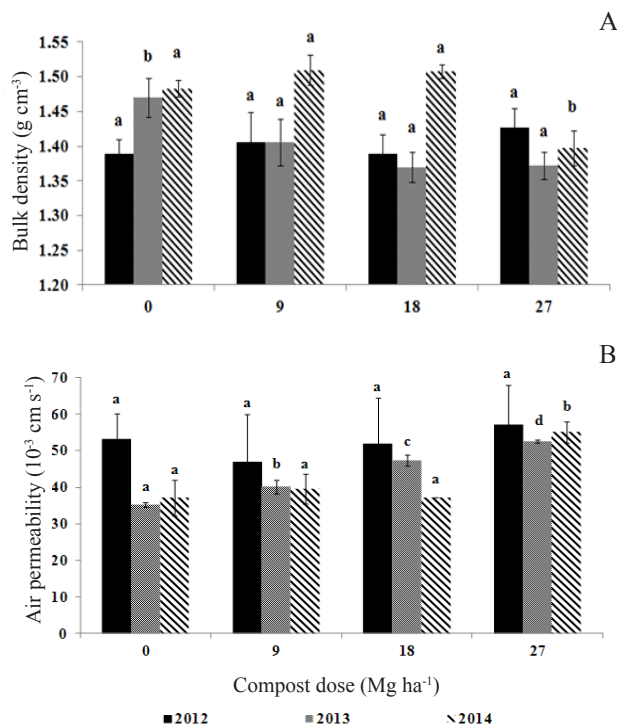 A
Bulk density (g cm-3)
1.55
1.50
1.45
1.40
1.35
1.30
1.25
1.20
a b a
a a a
a a a
a a b
0 9 18 27
B
Air permeability (10-3 cm s-1)
70
60
50
40
30
20
10
0
a a a
a b a
a c a
a d b
0 9 18 27
Compost dose (Mg ha-1)
2012 2013 2014